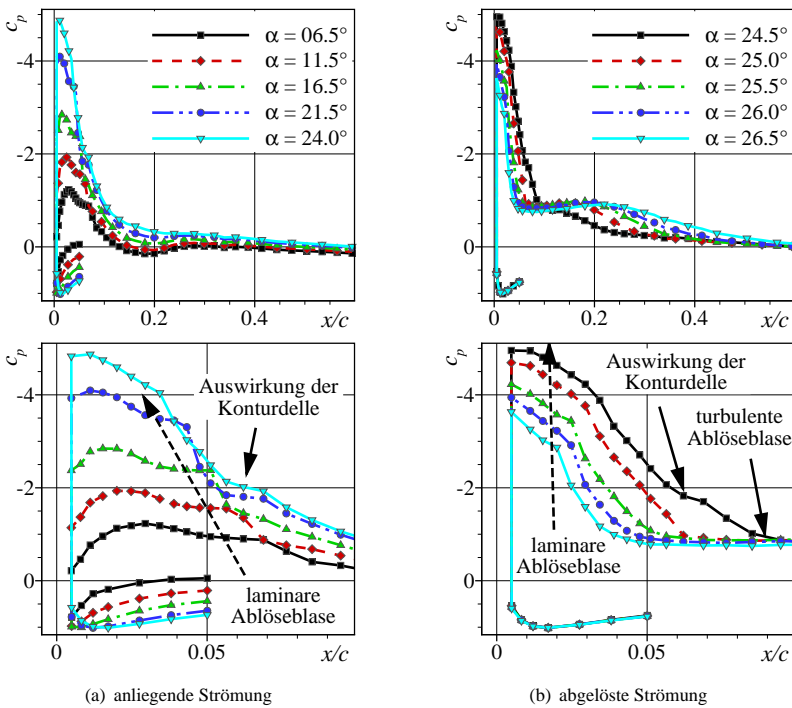 c_p
-4
-2
0
0
0.2
0.4
x/c
α = 06.5°
α = 11.5°
α = 16.5°
α = 21.5°
α = 24.0°
c_p
-4
-2
0
0
0.2
0.4
x/c
α = 24.5°
α = 25.0°
α = 25.5°
α = 26.0°
α = 26.5°
c_p
-4
-2
0
0
0.05
x/c
Auswirkung der
Konturdelle
laminare
Ablöseblase
c_p
-4
-2
0
0
0.05
x/c
Auswirkung der
Konturdelle
turbulente
Ablöseblase
laminare
Ablöseblase
(a) anliegende Strömung
(b) abgelöste Strömung